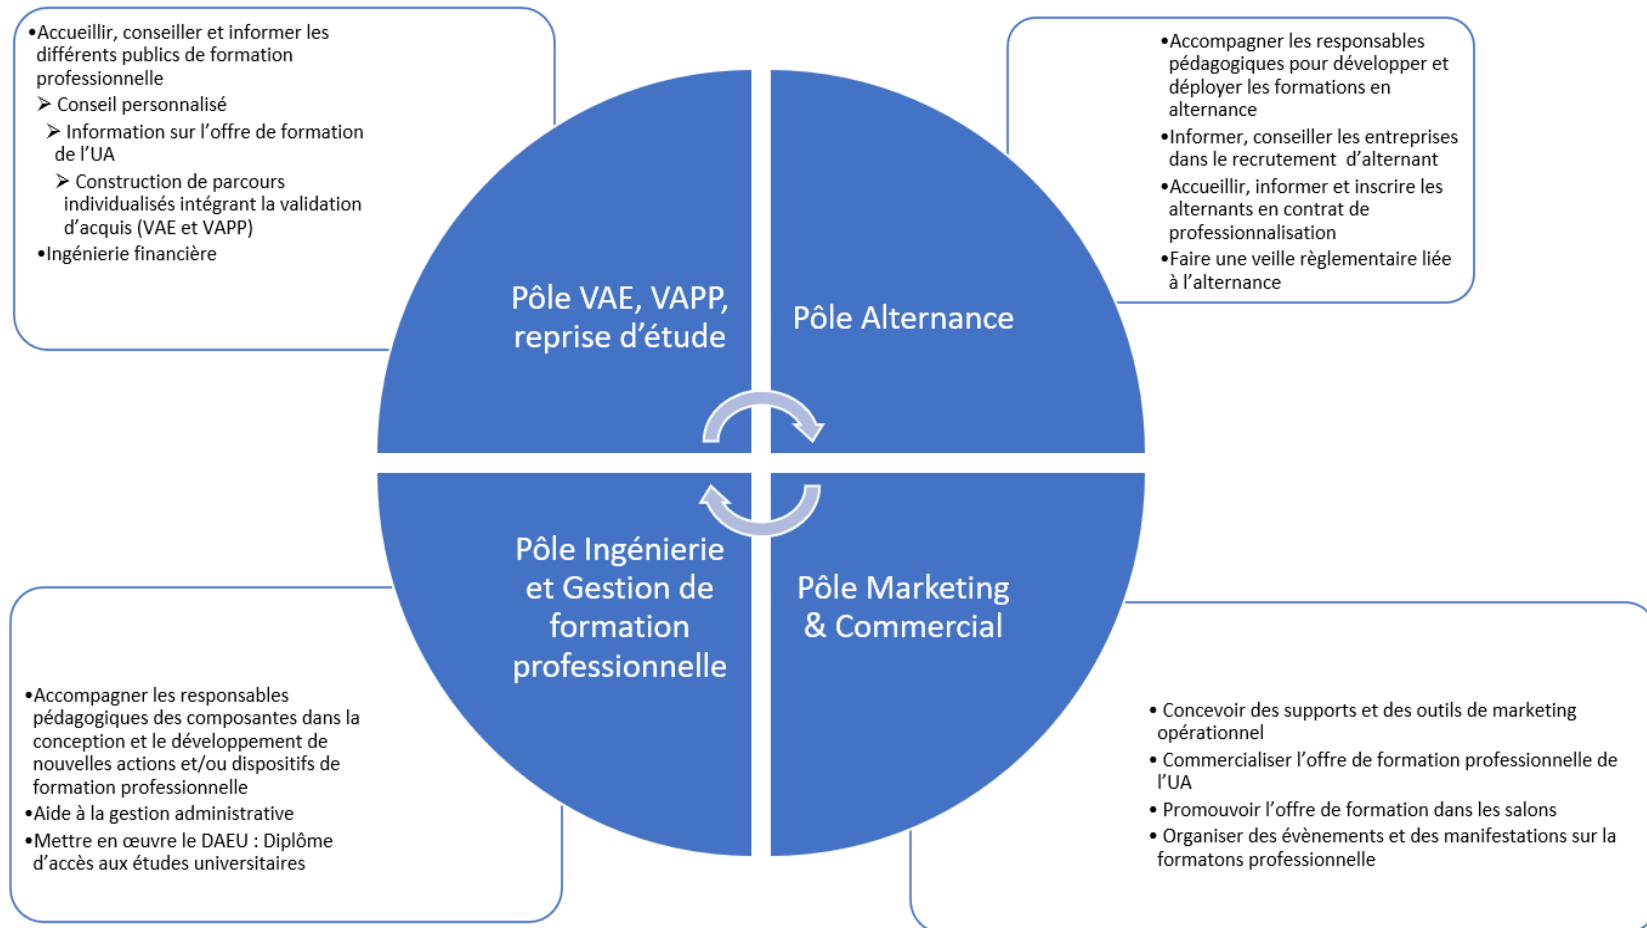 •Accueillir, conseiller et informer les
différents publics de formation
professionnelle
➢ Conseil personnalisé
➢ Information sur l’offre de formation
de l’UA
➢ Construction de parcours
individualisés intégrant la validation
d’acquis (VAE et VAPP)
•Ingénierie financière
•Accompagner les responsables
pédagogiques pour développer et
déployer les formations en
alternance
•Informer, conseiller les entreprises
dans le recrutement d’alternant
•Accueillir, informer et inscrire les
alternants en contrat de
professionnalisation
•Faire une veille règlementaire liée
à l’alternance
Pôle VAE, VAPP,
reprise d’étude
Pôle Alternance
Pôle Ingénierie
et Gestion de
formation
professionnelle
Pôle Marketing
& Commercial
•Accompagner les responsables
pédagogiques des composantes dans la
conception et le développement de
nouvelles actions et/ou dispositifs de
formation professionnelle
•Aide à la gestion administrative
•Mettre en œuvre le DAEU : Diplôme
d’accès aux études universitaires
• Concevoir des supports et des outils de marketing
opérationnel
• Commercialiser l’offre de formation professionnelle de
l’UA
• Promouvoir l’offre de formation dans les salons
• Organiser des évènements et des manifestations sur la
formatons professionnelle